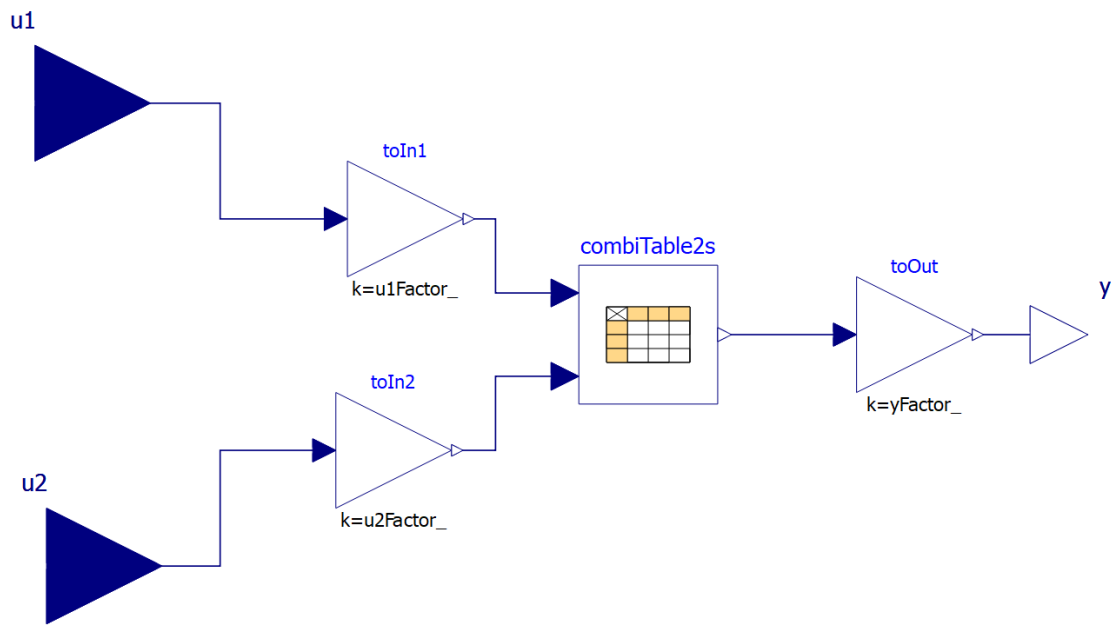 u1
toIn1
k=u1Factor_
combiTable2s
toOut
y
k=yFactor_
toIn2
k=u2Factor_
u2